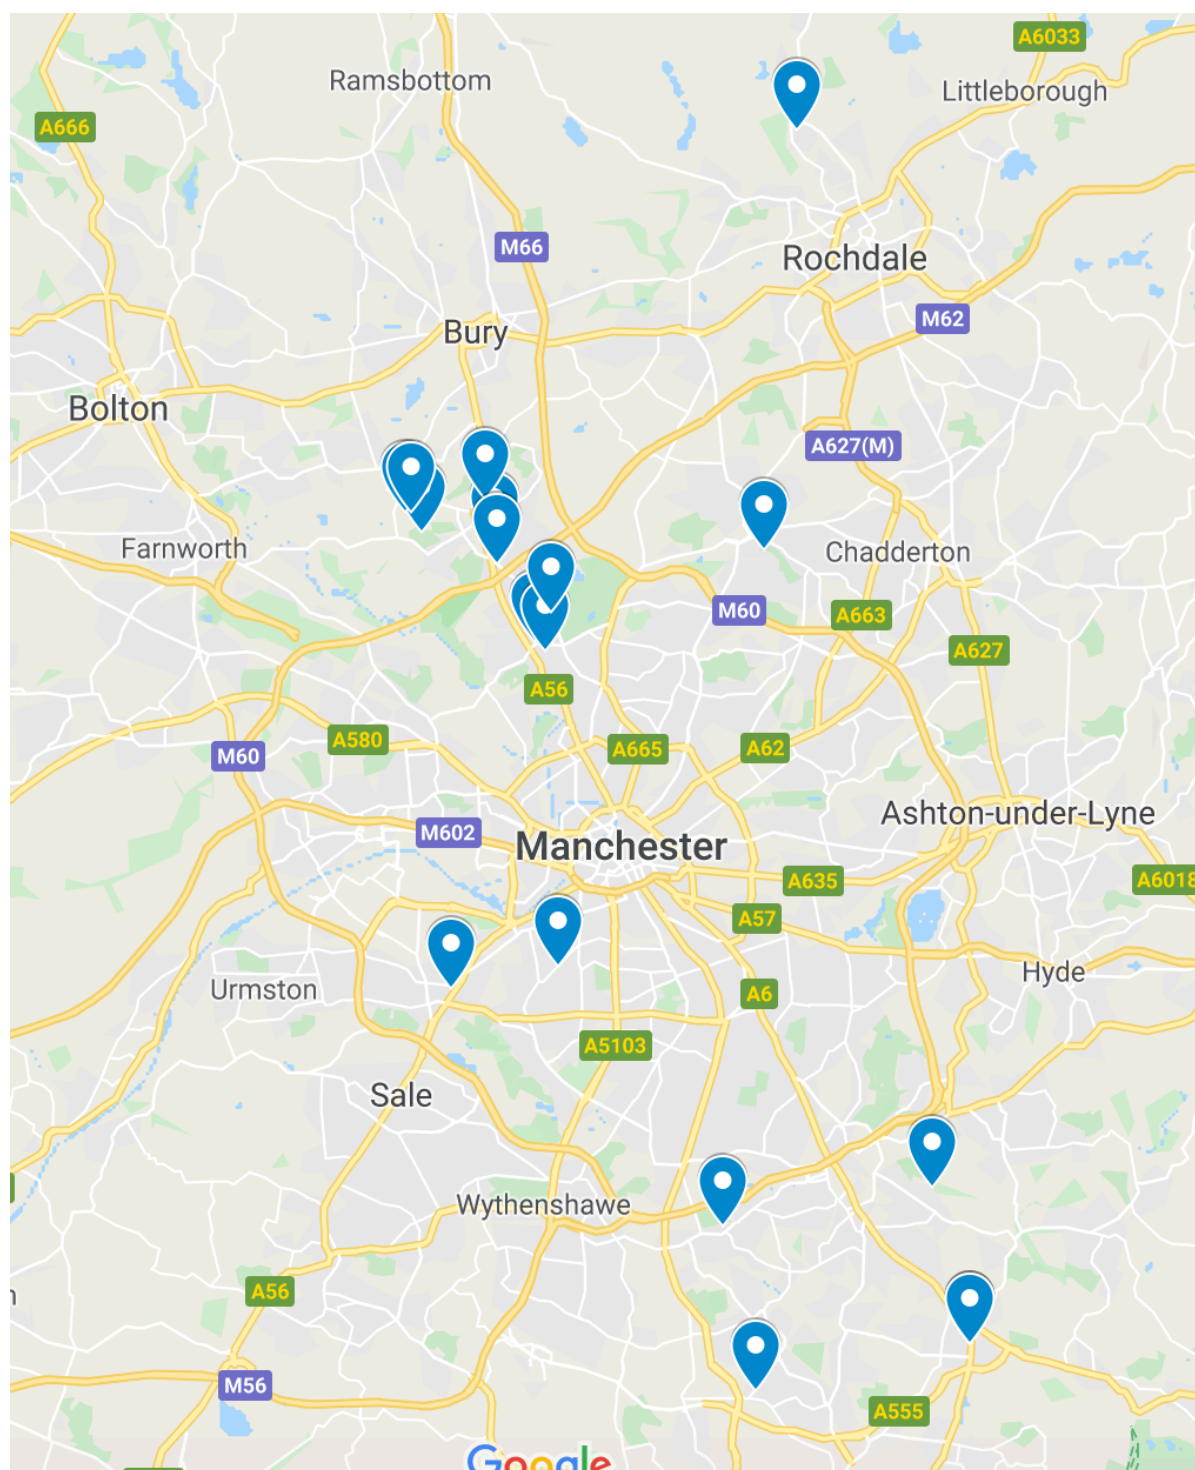 A6033
Ramsbottom
Littleborough
A666
M66
Rochdale
M62
Bury
Bolton
A627(M)
Farnworth
Chadderton
M60
A663
A627
A56
A580
A665
A62
M60
Ashton-under-Lyne
M602
Manchester
A635
A6018
A57
Urmston
Hyde
A6
A5103
Sale
Wythenshawe
A56
M56
A555
Google